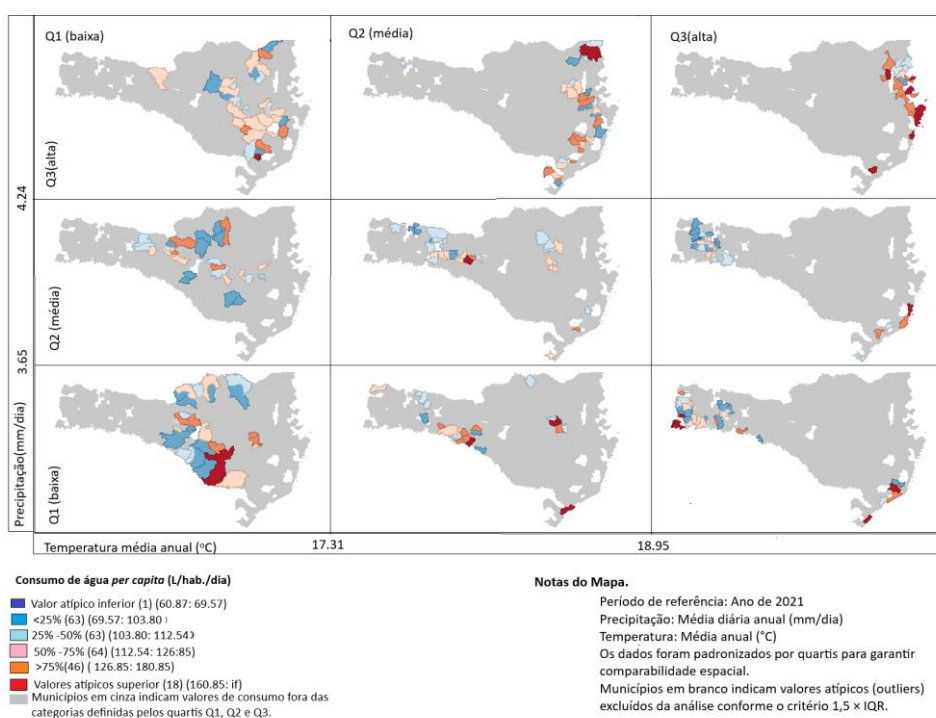 Q1 (baixa)
Q2 (média)
Q3(alta)
Q3(alta)
4.24
Q2 (média)
3.65
Q1 (baixa)
Precipitação(mm/dia)
Temperatura média anual (°C)
17.31
18.95
Consumo de água per capita (L/hab./dia)
Valor atípico inferior (1) (60.87: 69.57)
<25% (63) (69.57: 103.80 )
25% -50% (63) (103.80: 112.54)
50% -75% (64) (112.54: 126:85)
>75%(46) ( 126.85: 180.85)
Valores atípicos superior (18) (160.85: if)
Municípios em cinza indicam valores de consumo fora das
categorias definidas pelos quartis Q1, Q2 e Q3.
Notas do Mapa.
Período de referência: Ano de 2021
Precipitação: Média diária anual (mm/dia)
Temperatura: Média anual (°C)
Os dados foram padronizados por quartis para garantir
comparabilidade espacial.
Municípios em branco indicam valores atípicos (outliers)
excluídos da análise conforme o critério 1,5 × IQR.